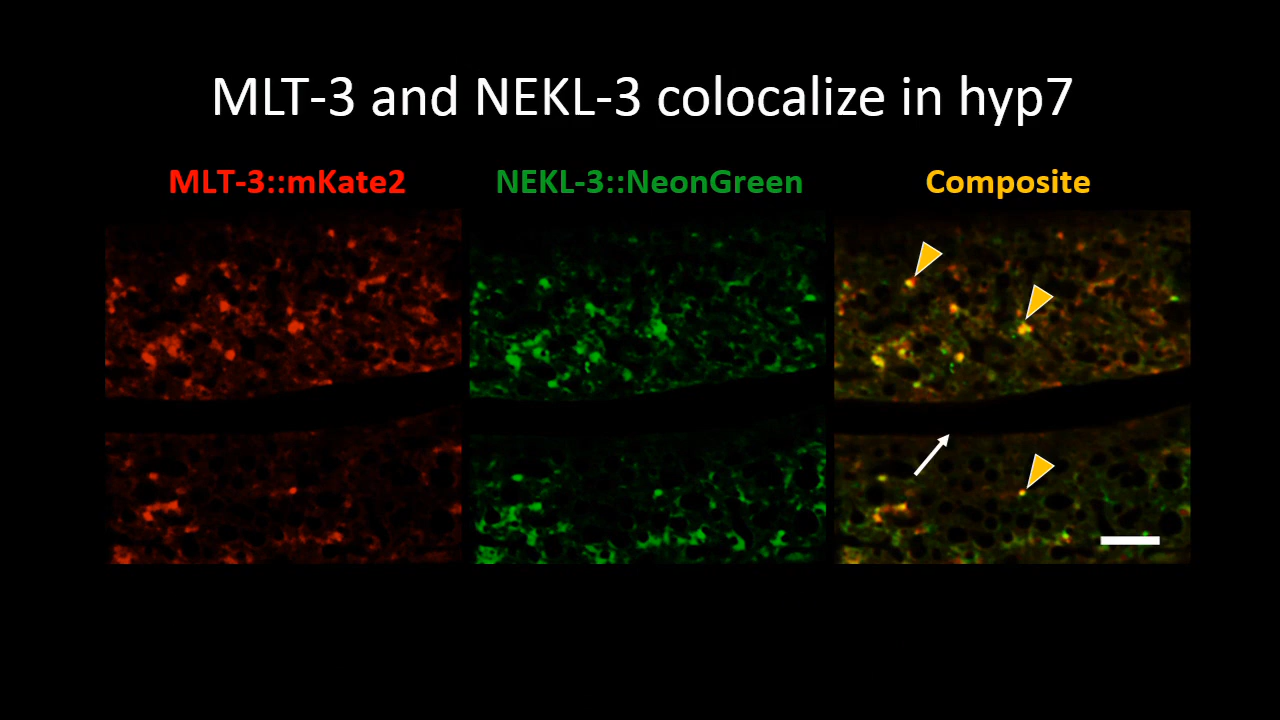 MLT-3 and NEKL-3 colocalize in hyp7
MLT-3::mKate2
NEKL-3::NeonGreen
Composite